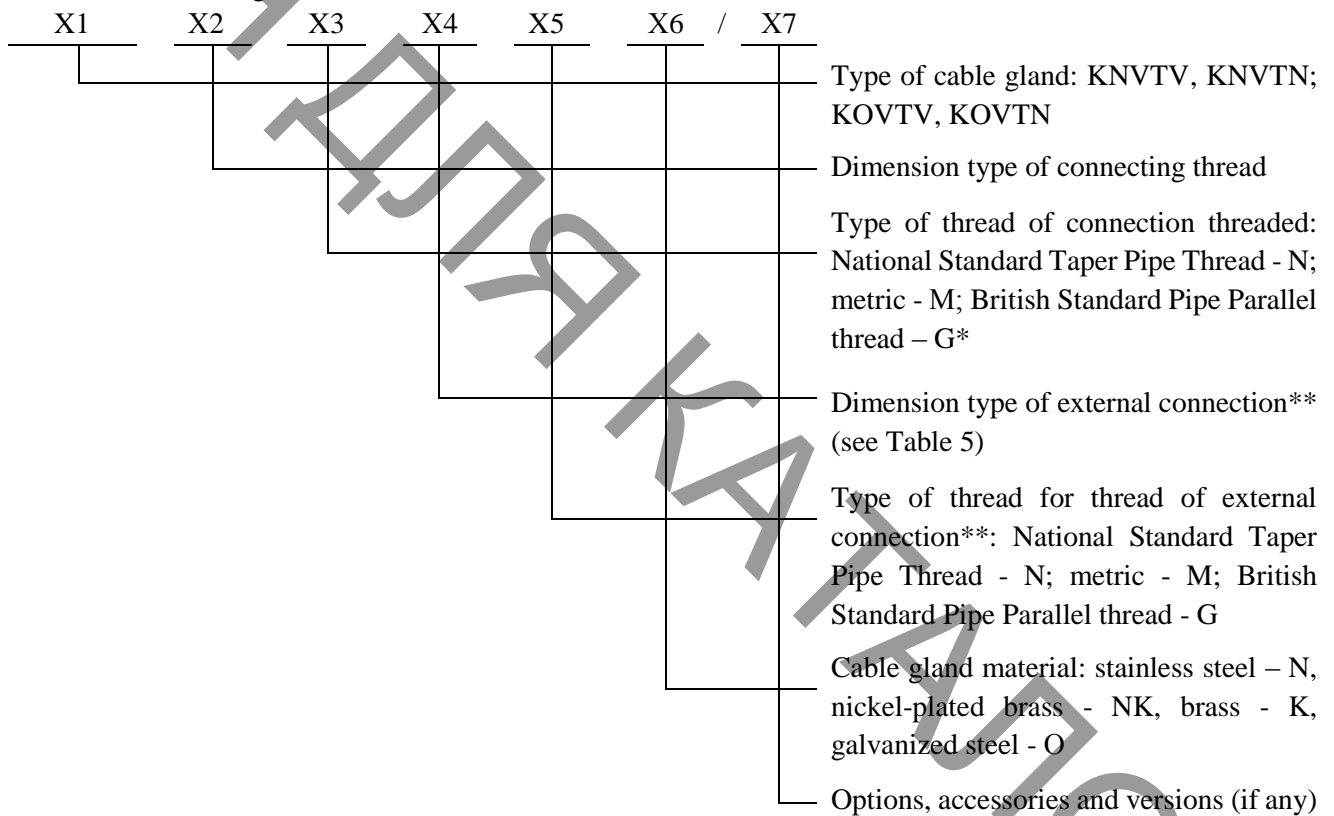 X1 X2 X3 X4 X5 X6 / X7
Type of cable gland: KNVTV, KNVTN;
KOVTV, KOVTN
Dimension type of connecting thread
Type of thread of connection threaded:
National Standard Taper Pipe Thread - N;
metric - M; British Standard Pipe Parallel
thread – G*
Dimension type of external connection**
(see Table 5)
Type of thread for thread of external
connection**: National Standard Taper
Pipe Thread - N; metric - M; British
Standard Pipe Parallel thread - G
Cable gland material: stainless steel – N,
nickel-plated brass - NK, brass - K,
galvanized steel - O
Options, accessories and versions (if any)
ДЛЯ